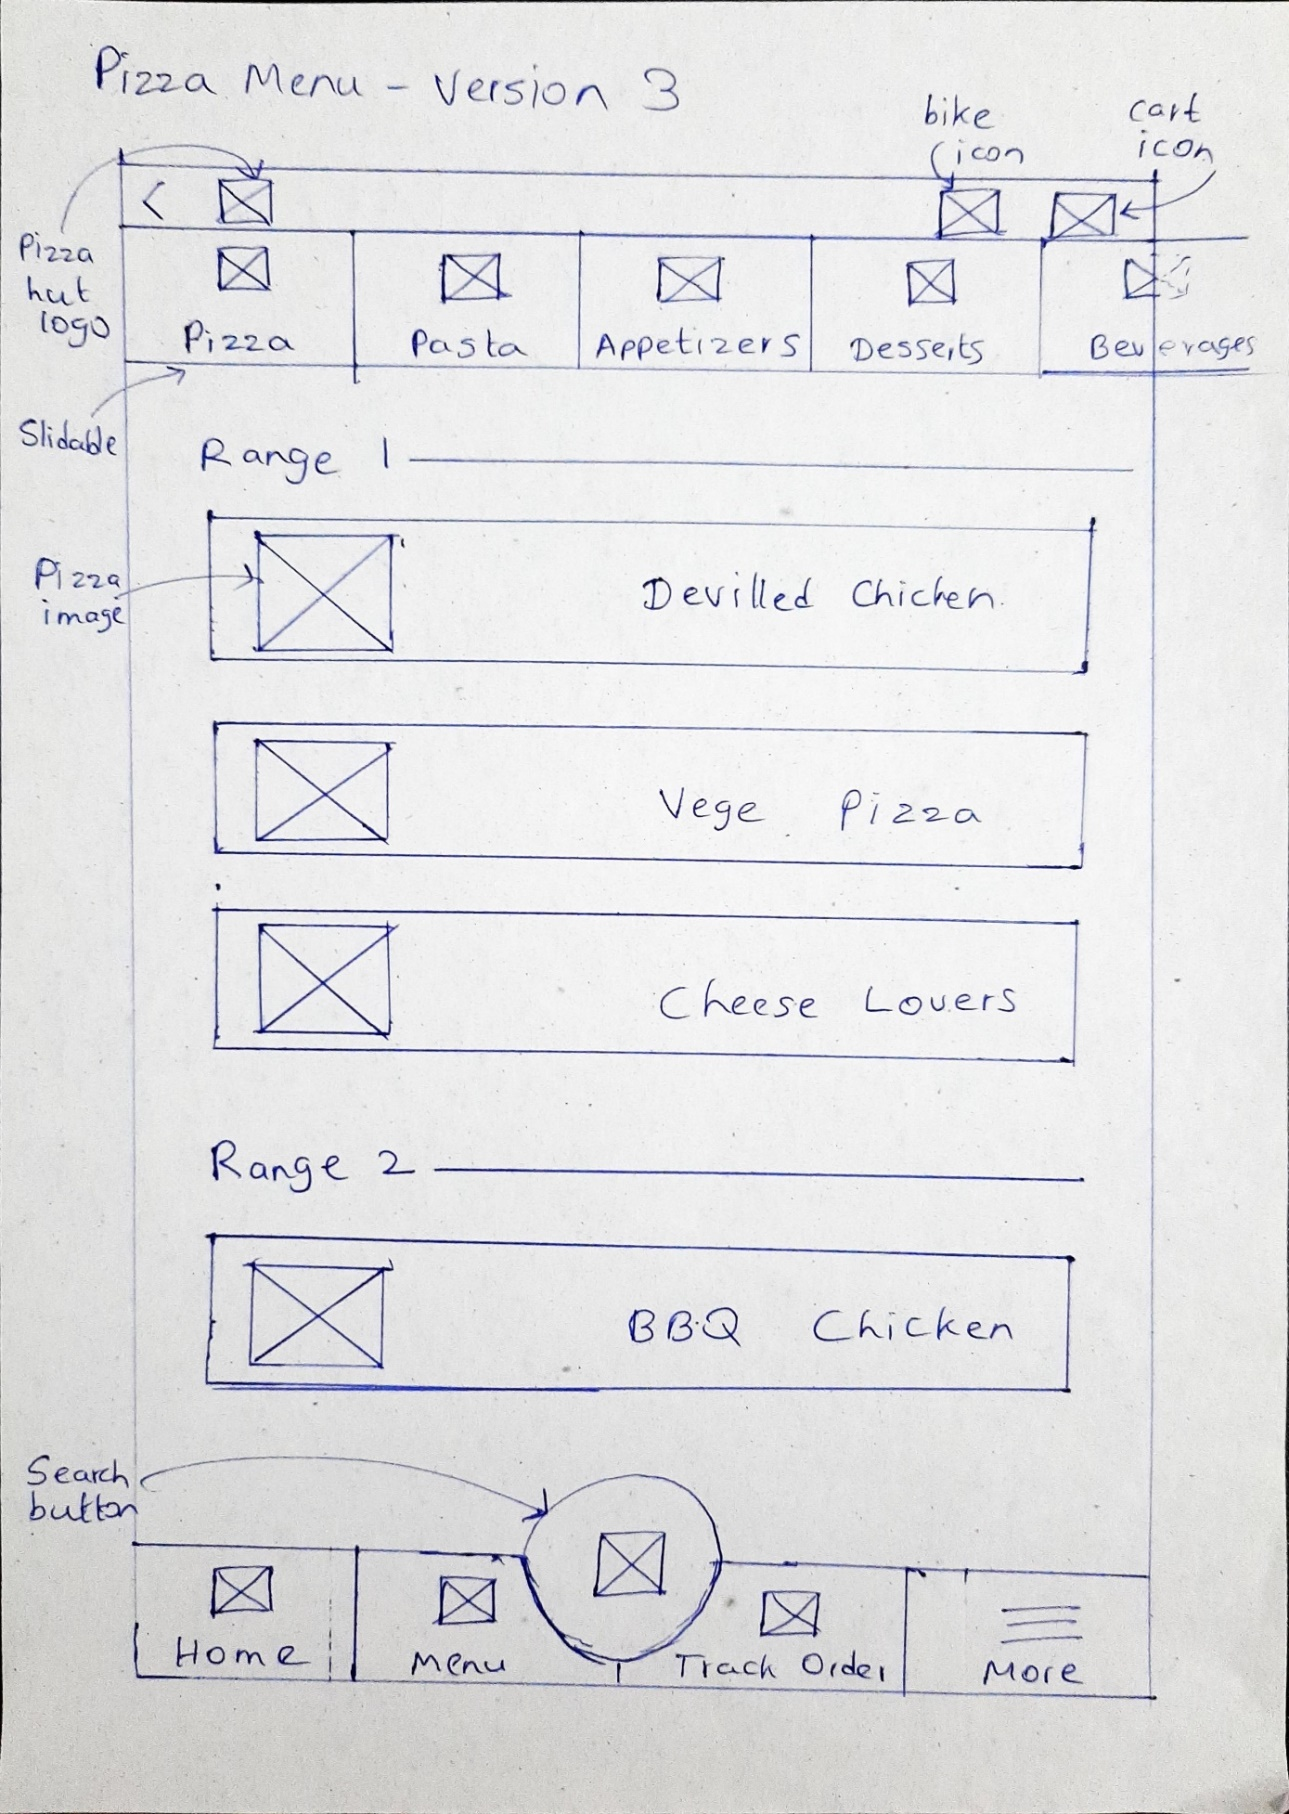 Pizza Menu - Version 3
bike
icon
cart
icon
<
Pizza
hut
logo
Pizza
Pasta
Appetizers
Desserts
Beverages
Slidable
Range 1
Pizza
image
Devilled Chicken
Vege Pizza
Cheese Lovers
Range 2
BBQ Chicken
Search
button
Home
Menu
Track Order
More